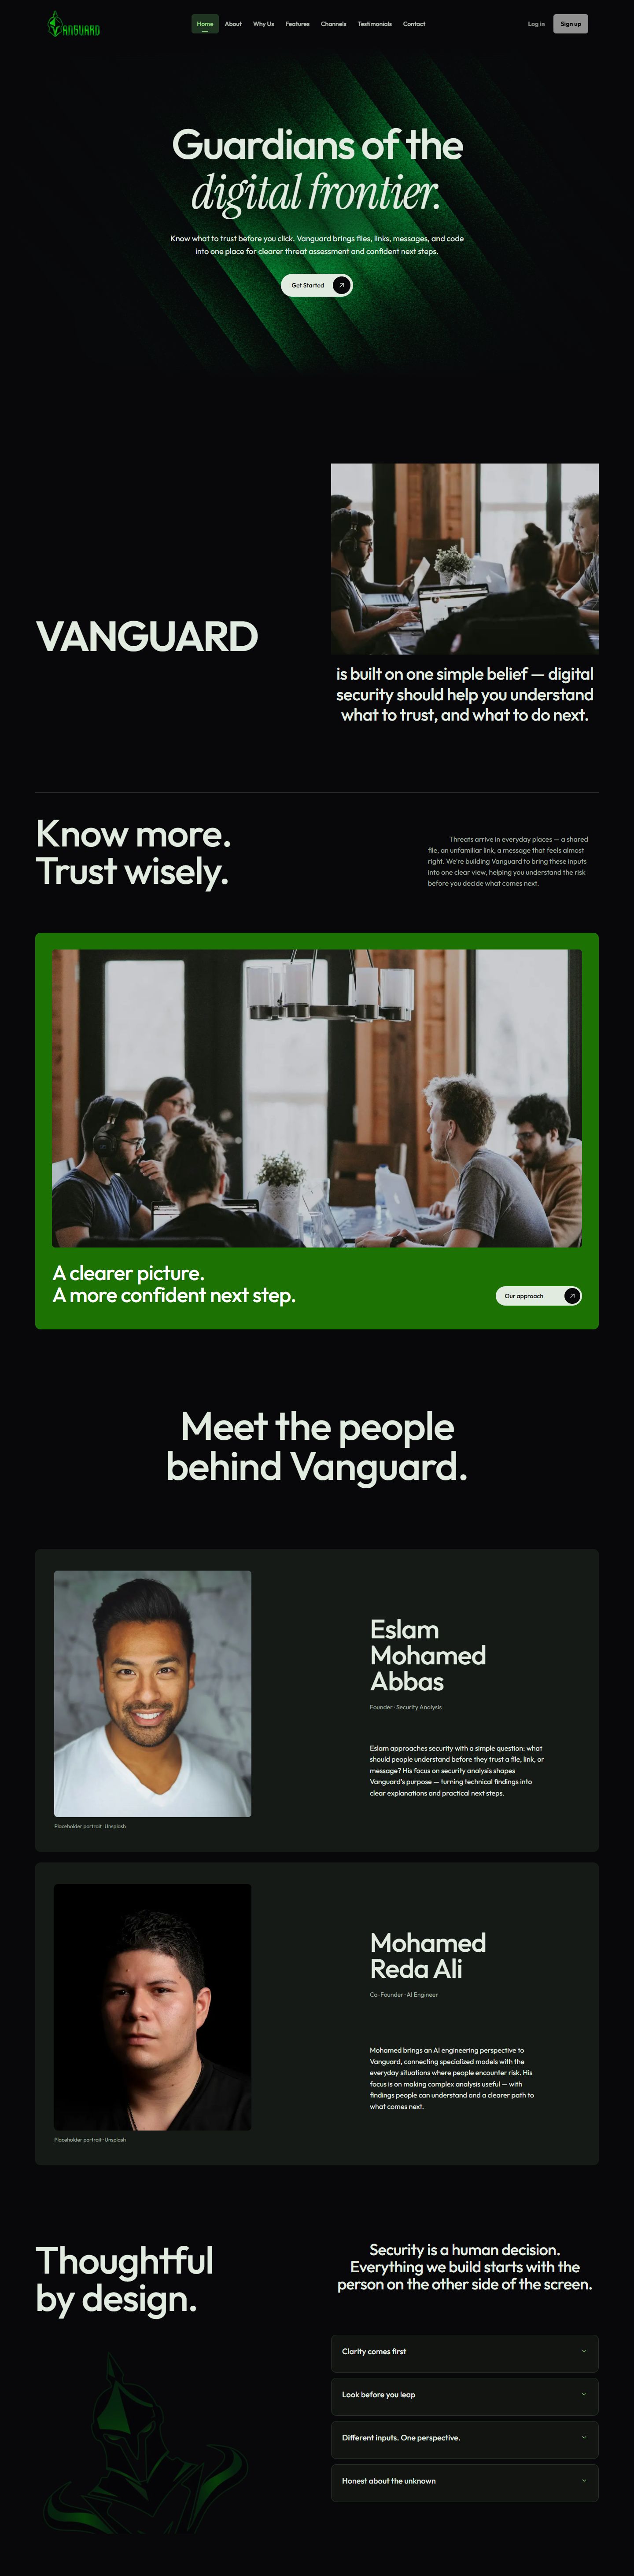 VANGUARD
Home
About
Why Us
Features
Channels
Testimonials
Contact
Log in
Sign up
Guardians of the
digital frontier.
Know what to trust before you click. Vanguard brings files, links, messages, and code
into one place for clearer threat assessment and confident next steps.
Get Started
VANGUARD
is built on one simple belief — digital
security should help you understand
what to trust, and what to do next.
Know more.
Trust wisely.
Threats arrive in everyday places — a shared
file, an unfamiliar link, a message that feels almost
right. We're building Vanguard to bring these inputs
into one clear view, helping you understand the risk
before you decide what comes next.
A clearer picture.
A more confident next step.
Our approach
Meet the people
behind Vanguard.
Eslam
Mohamed
Abbas
Founder · Security Analysis
Eslam approaches security with a simple question: what
should people understand before they trust a file, link, or
message? His focus on security analysis shapes
Vanguard's purpose — turning technical findings into
clear explanations and practical next steps.
Placeholder portrait · Unsplash
Mohamed
Reda Ali
Co-Founder · AI Engineer
Mohamed brings an AI engineering perspective to
Vanguard, connecting specialized models with the
everyday situations where people encounter risk. His
focus is on making complex analysis useful — with
findings people can understand and a clearer path to
what comes next.
Placeholder portrait · Unsplash
Thoughtful
by design.
Security is a human decision.
Everything we build starts with the
person on the other side of the screen.
Clarity comes first
Look before you leap
Different inputs. One perspective.
Honest about the unknown